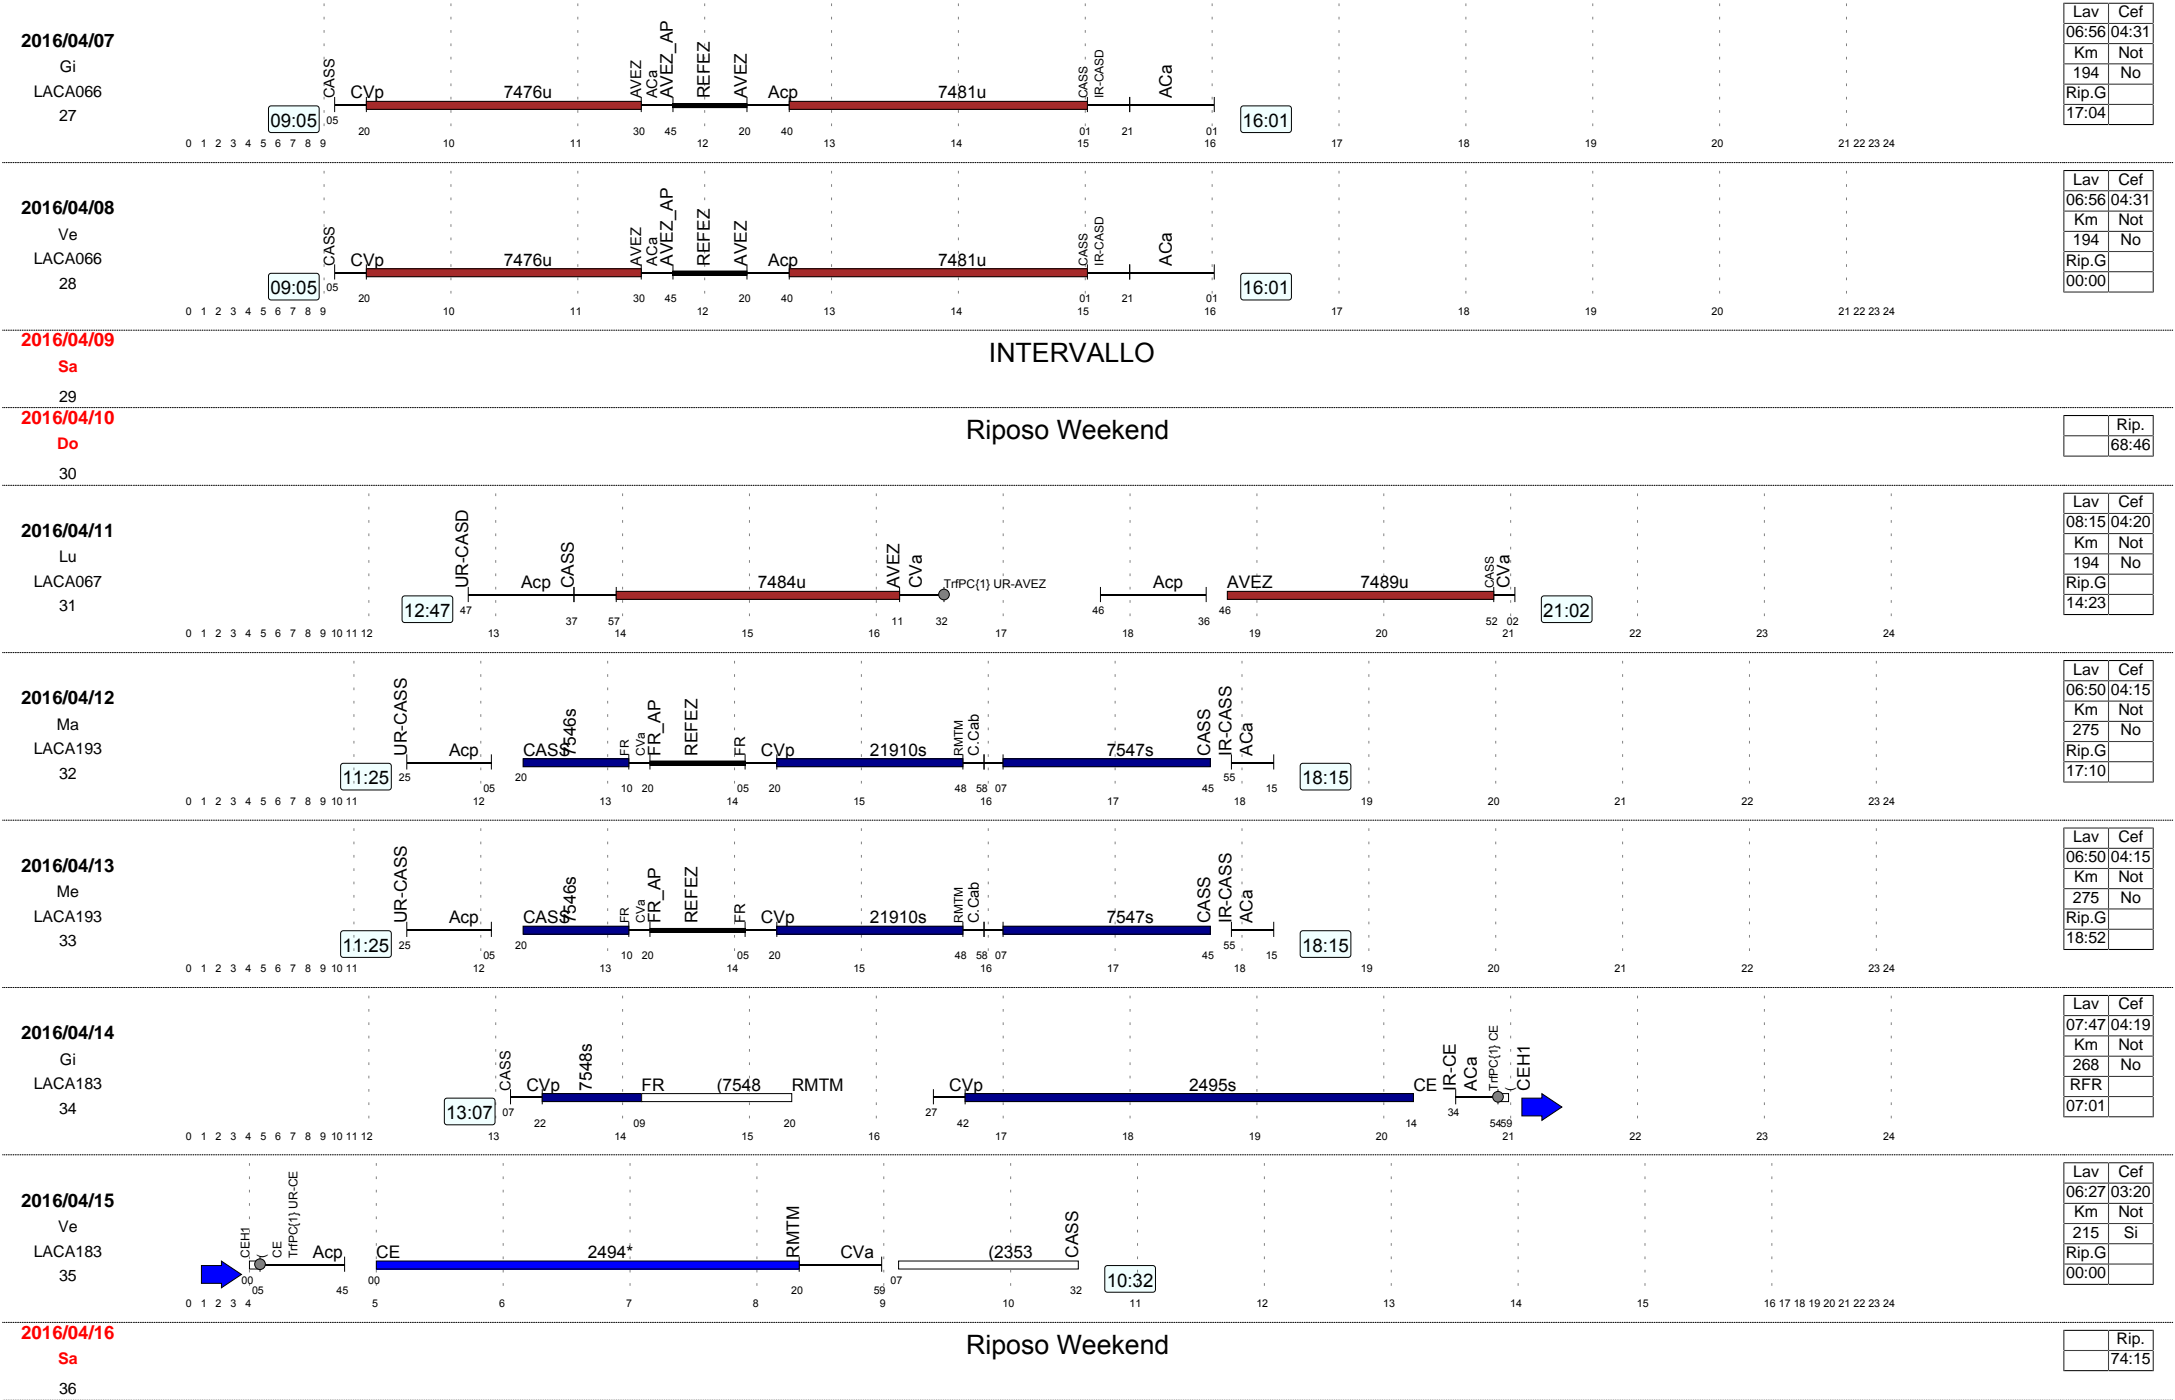 2016/04/07
Gi
LACA066
27
09:05
CASS CVp 7476u AVEZ ACa AVEZ_AP REFEZ AVEZ Acp 7481u CASS IR-CASD ACa
05 20 30 45 20 40 01 21 01
16:01
0 1 2 3 4 5 6 7 8 9 10 11 12 13 14 15 16 17 18 19 20 21 22 23 24
Lav Cef
06:56 04:31
Km Not
194 No
Rip.G
17:04
2016/04/08
Ve
LACA066
28
09:05
CASS CVp 7476u AVEZ ACa AVEZ_AP REFEZ AVEZ Acp 7481u CASS IR-CASD ACa
05 20 30 45 20 40 01 21 01
16:01
0 1 2 3 4 5 6 7 8 9 10 11 12 13 14 15 16 17 18 19 20 21 22 23 24
Lav Cef
06:56 04:31
Km Not
194 No
Rip.G
00:00
2016/04/09
Sa
29
INTERVALLO
2016/04/10
Do
30
Riposo Weekend
Rip.
68:46
2016/04/11
Lu
LACA067
31
12:47
UR-CASD Acp CASS 7484u AVEZ CVa TrfPC{1} UR-AVEZ Acp AVEZ 7489u CASS CVa
47 37 57 11 32 46 36 46 52 02
21:02
0 1 2 3 4 5 6 7 8 9 10 11 12 13 14 15 16 17 18 19 20 21 22 23 24
Lav Cef
08:15 04:20
Km Not
194 No
Rip.G
14:23
2016/04/12
Ma
LACA193
32
11:25
UR-CASS Acp CASS 7546s FR CVa FR_AP REFEZ FR CVp 21910s RMTM C.Cab 7547s CASS IR-CASS ACa
25 05 20 10 20 05 20 48 58 07 45 55 15
18:15
0 1 2 3 4 5 6 7 8 9 10 11 12 13 14 15 16 17 18 19 20 21 22 23 24
Lav Cef
06:50 04:15
Km Not
275 No
Rip.G
17:10
2016/04/13
Me
LACA193
33
11:25
UR-CASS Acp CASS 7546s FR CVa FR_AP REFEZ FR CVp 21910s RMTM C.Cab 7547s CASS IR-CASS ACa
25 05 20 10 20 05 20 48 58 07 45 55 15
18:15
0 1 2 3 4 5 6 7 8 9 10 11 12 13 14 15 16 17 18 19 20 21 22 23 24
Lav Cef
06:50 04:15
Km Not
275 No
Rip.G
18:52
2016/04/14
Gi
LACA183
34
13:07
CASS CVp 7548s FR (7548 RMTM CVp 2495s CE IR-CE ACa TrfPC{1} CE ( CEH1
07 22 09 20 27 42 14 34 54 59
0 1 2 3 4 5 6 7 8 9 10 11 12 13 14 15 16 17 18 19 20 21 22 23 24
Lav Cef
07:47 04:19
Km Not
268 No
RFR
07:01
2016/04/15
Ve
LACA183
35
CEH1 ( CE TrfPC{1} UR-CE Acp CE 2494* RMTM CVa (2353 CASS
00 05 45 00 20 59 07 32
10:32
0 1 2 3 4 5 6 7 8 9 10 11 12 13 14 15 16 17 18 19 20 21 22 23 24
Lav Cef
06:27 03:20
Km Not
215 Si
Rip.G
00:00
2016/04/16
Sa
36
Riposo Weekend
Rip.
74:15